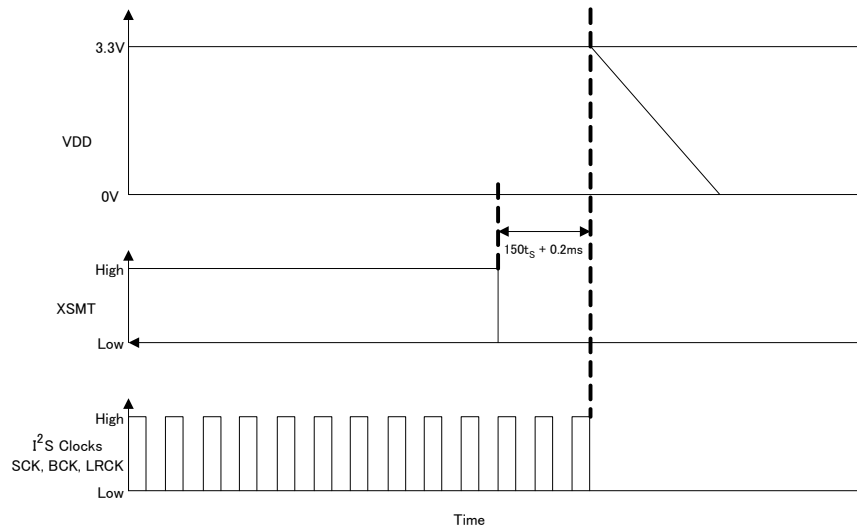 3.3V
VDD
0V
150tS + 0.2ms
High
XSMT
Low
High
I2S Clocks
SCK, BCK, LRCK
Low
Time